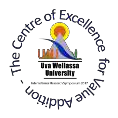 The Centre of Excellence for Value Addition
Uva Wellassa
University